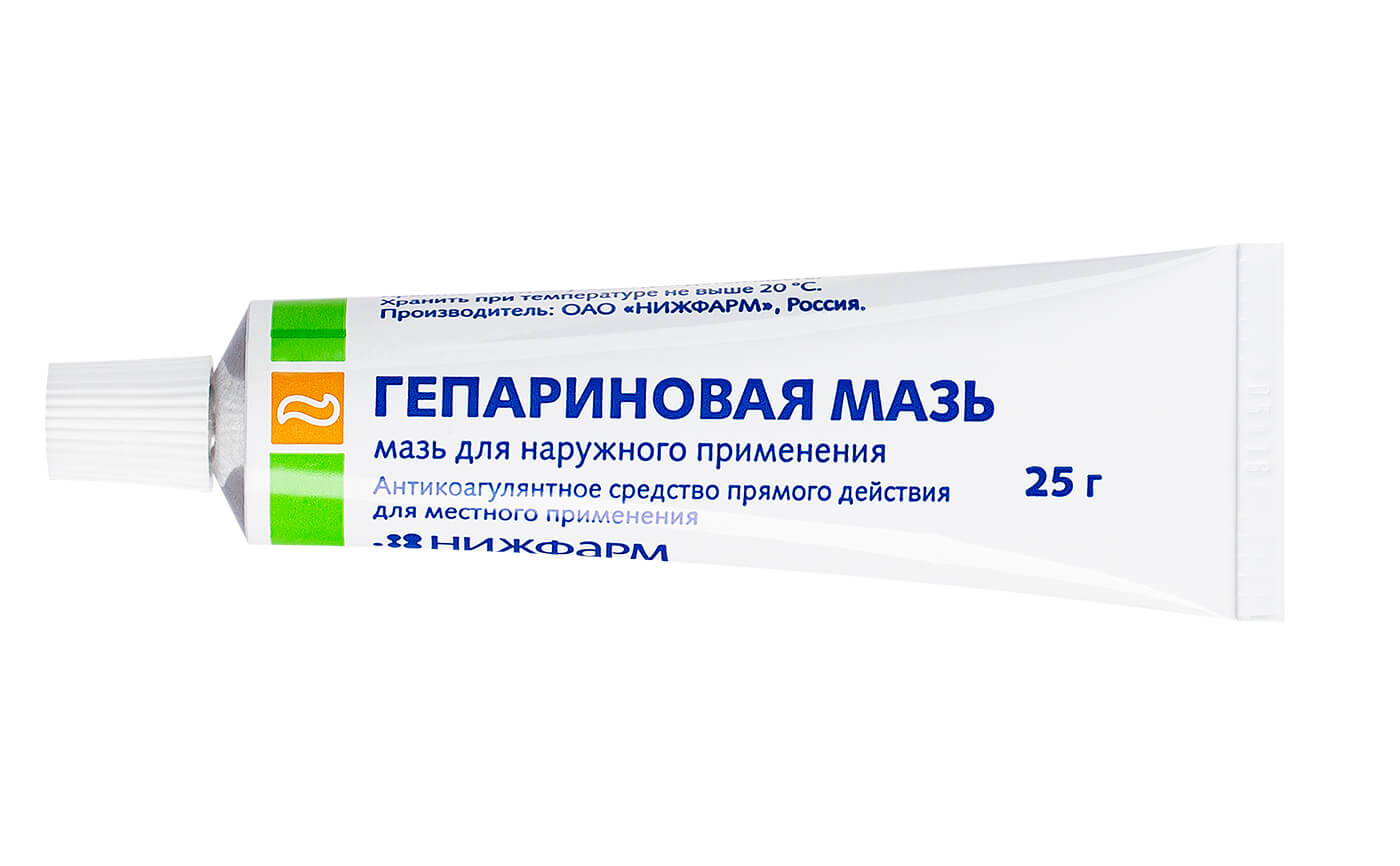 Хранить при температуре не выше 20 °С.
Производитель: ОАО «НИЖФАРМ», Россия.
ГЕПАРИНОВАЯ МАЗЬ
мазь для наружного применения
25 г
Антикоагулянтное средство прямого действия
для местного применения
НИЖФАРМ